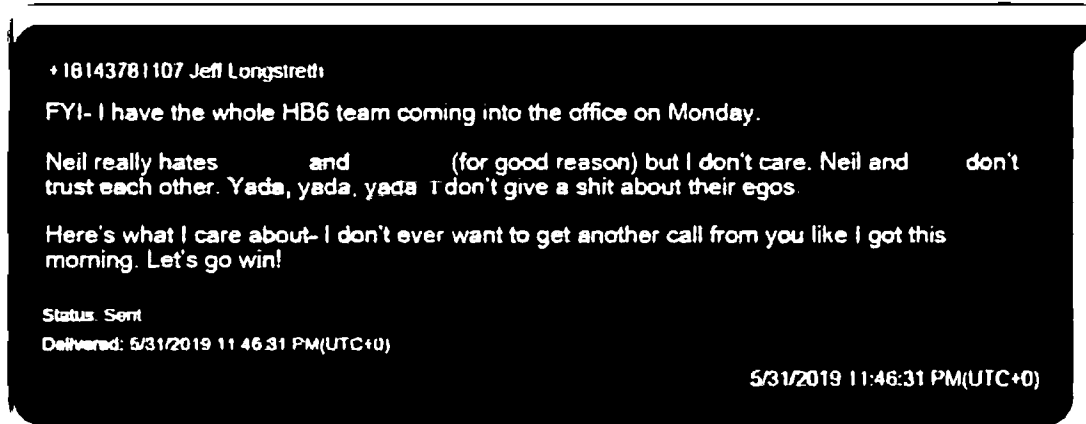 +16143781107 Jeff Longstreth
FYI- I have the whole HB6 team coming into the office on Monday.
Neil really hates and (for good reason) but I don't care. Neil and don't
trust each other. Yada, yada, yada I don't give a shit about their egos.
Here's what I care about- I don't ever want to get another call from you like I got this
morning. Let's go win!
Status: Sent
Delivered: 5/31/2019 11:46:31 PM(UTC+0)
5/31/2019 11:46:31 PM(UTC+0)